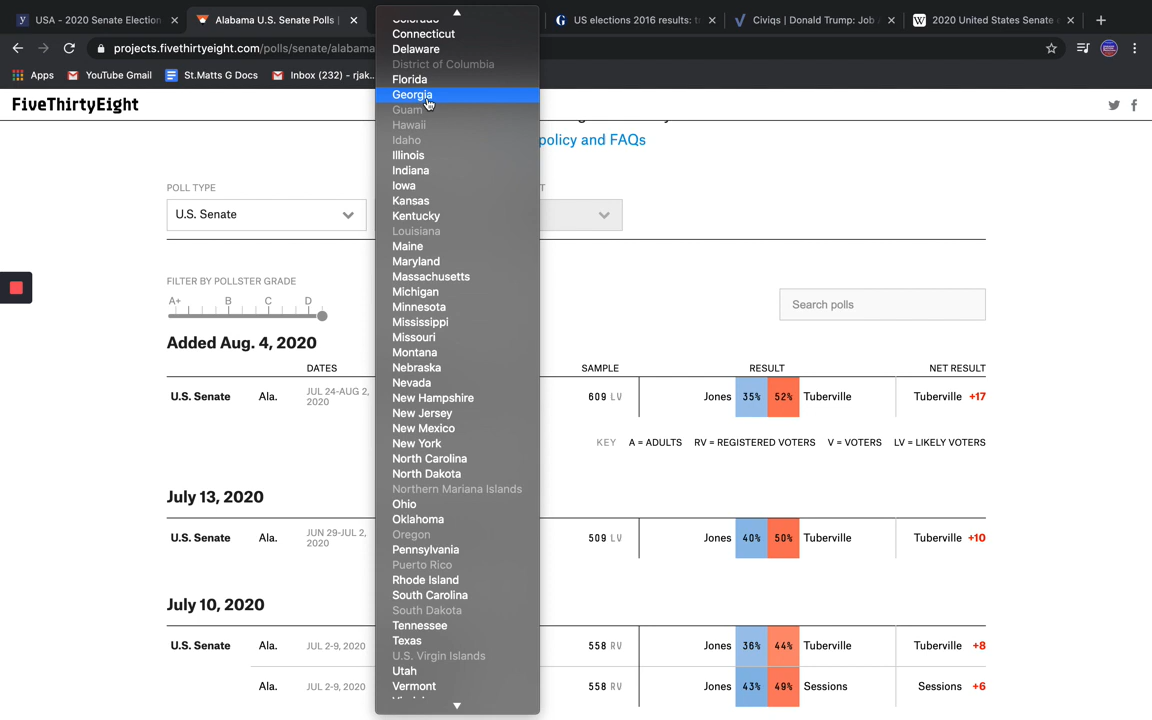 USA - 2020 Senate Election
Alabama U.S. Senate Polls |
US elections 2016 results: t
Civiqs | Donald Trump: Job A
2020 United States Senate e
projects.fivethirtyeight.com/polls/senate/alabama
Apps
YouTube Gmail
St.Matts G Docs
Inbox (232) - rjak...
FiveThirtyEight
policy and FAQs
POLL TYPE
T
U.S. Senate
Colorado
Connecticut
Delaware
District of Columbia
Florida
Georgia
Guam
Hawaii
Idaho
Illinois
Indiana
Iowa
Kansas
Kentucky
Louisiana
Maine
Maryland
Massachusetts
Michigan
Minnesota
Mississippi
Missouri
Montana
Nebraska
Nevada
New Hampshire
New Jersey
New Mexico
New York
North Carolina
North Dakota
Northern Mariana Islands
Ohio
Oklahoma
Oregon
Pennsylvania
Puerto Rico
Rhode Island
South Carolina
South Dakota
Tennessee
Texas
U.S. Virgin Islands
Utah
Vermont
FILTER BY POLLSTER GRADE
A+ B C D
Search polls
Added Aug. 4, 2020
DATES SAMPLE RESULT NET RESULT
U.S. Senate Ala. JUL 24-AUG 2, 2020 609 LV Jones 35% 52% Tuberville Tuberville +17
KEY A = ADULTS RV = REGISTERED VOTERS V = VOTERS LV = LIKELY VOTERS
July 13, 2020
U.S. Senate Ala. JUN 29-JUL 2, 2020 509 LV Jones 40% 50% Tuberville Tuberville +10
July 10, 2020
U.S. Senate Ala. JUL 2-9, 2020 558 RV Jones 36% 44% Tuberville Tuberville +8
Ala. JUL 2-9, 2020 558 RV Jones 43% 49% Sessions Sessions +6